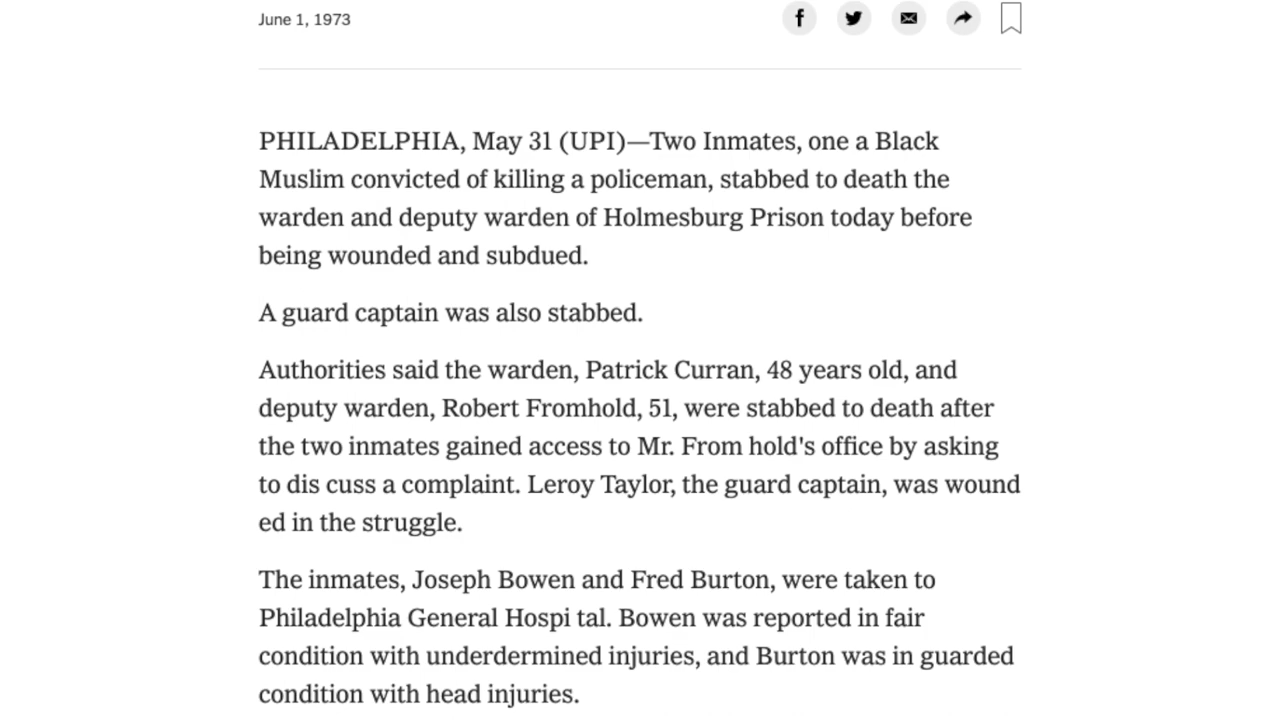 June 1, 1973
PHILADELPHIA, May 31 (UPI)—Two Inmates, one a Black
Muslim convicted of killing a policeman, stabbed to death the
warden and deputy warden of Holmesburg Prison today before
being wounded and subdued.
A guard captain was also stabbed.
Authorities said the warden, Patrick Curran, 48 years old, and
deputy warden, Robert Fromhold, 51, were stabbed to death after
the two inmates gained access to Mr. From hold's office by asking
to dis cuss a complaint. Leroy Taylor, the guard captain, was wound
ed in the struggle.
The inmates, Joseph Bowen and Fred Burton, were taken to
Philadelphia General Hospi tal. Bowen was reported in fair
condition with underdermined injuries, and Burton was in guarded
condition with head injuries.